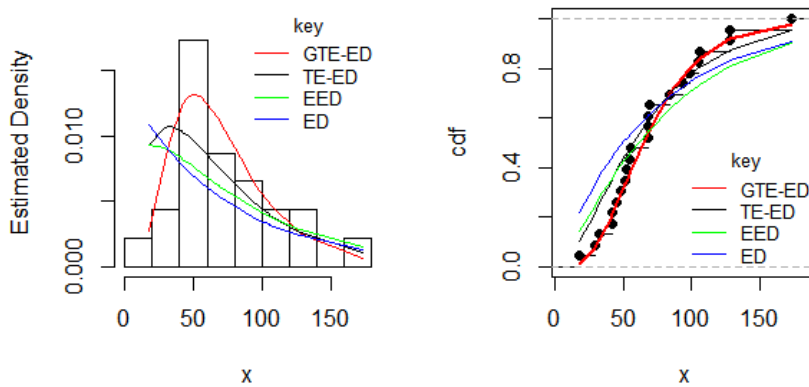 key
GTE-ED
TE-ED
EED
ED
Estimated Density
0.000
0.010
0
50
100
150
x
key
GTE-ED
TE-ED
EED
ED
cdf
0.0
0.4
0.8
0
50
100
150
x